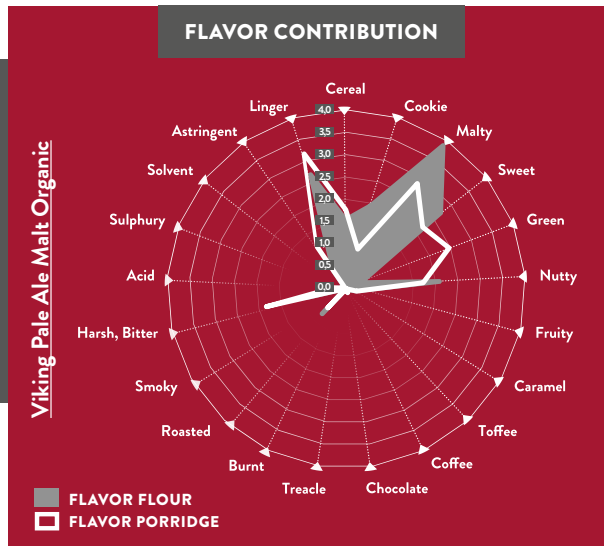 FLAVOR CONTRIBUTION
Viking Pale Ale Malt Organic
Cereal
Cookie
Malty
Sweet
Green
Nutty
Fruity
Caramel
Toffee
Coffee
Chocolate
Treacle
Burnt
Roasted
Smoky
Harsh, Bitter
Acid
Sulphury
Solvent
Astringent
Linger
4,0
3,5
3,0
2,5
2,0
1,5
1,0
0,5
0,0
FLAVOR FLOUR
FLAVOR PORRIDGE